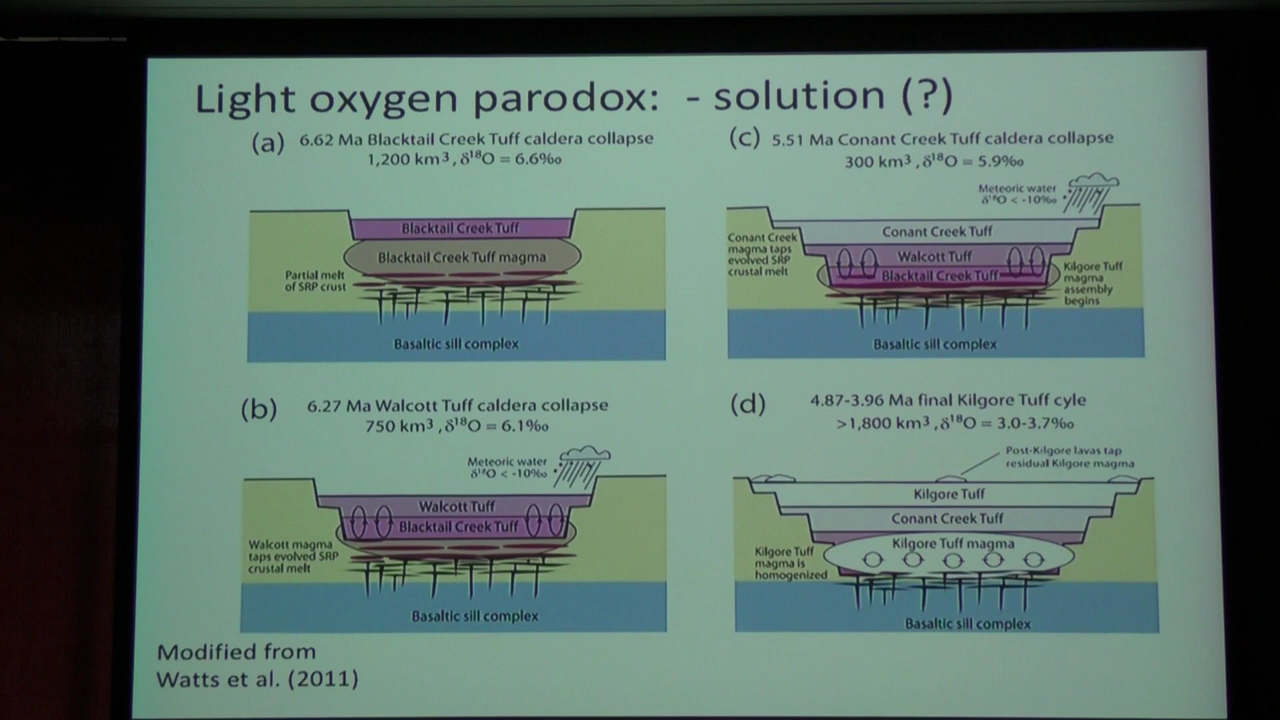 Light oxygen parodox: - solution (?)
(a) 6.62 Ma Blacktail Creek Tuff caldera collapse
1,200 km³, δ¹⁸O = 6.6‰
Blacktail Creek Tuff
Blacktail Creek Tuff magma
Partial melt
of SRP crust
Basaltic sill complex
(b) 6.27 Ma Walcott Tuff caldera collapse
750 km³, δ¹⁸O = 6.1‰
Meteoric water
δ¹⁸O < -10‰
Walcott Tuff
Blacktail Creek Tuff
Walcott magma
taps evolved SRP
crustal melt
Basaltic sill complex
(c) 5.51 Ma Conant Creek Tuff caldera collapse
300 km³, δ¹⁸O = 5.9‰
Meteoric water
δ¹⁸O < -10‰
Conant Creek Tuff
Conant Creek
magma taps
evolved SRP
crustal melt
Walcott Tuff
Blacktail Creek Tuff
Kilgore Tuff
magma
assembly
begins
Basaltic sill complex
(d) 4.87-3.96 Ma final Kilgore Tuff cyle
>1,800 km³, δ¹⁸O = 3.0-3.7‰
Post-Kilgore lavas tap
residual Kilgore magma
Kilgore Tuff
Conant Creek Tuff
Kilgore Tuff magma
Kilgore Tuff
magma is
homogenized
Basaltic sill complex
Modified from
Watts et al. (2011)